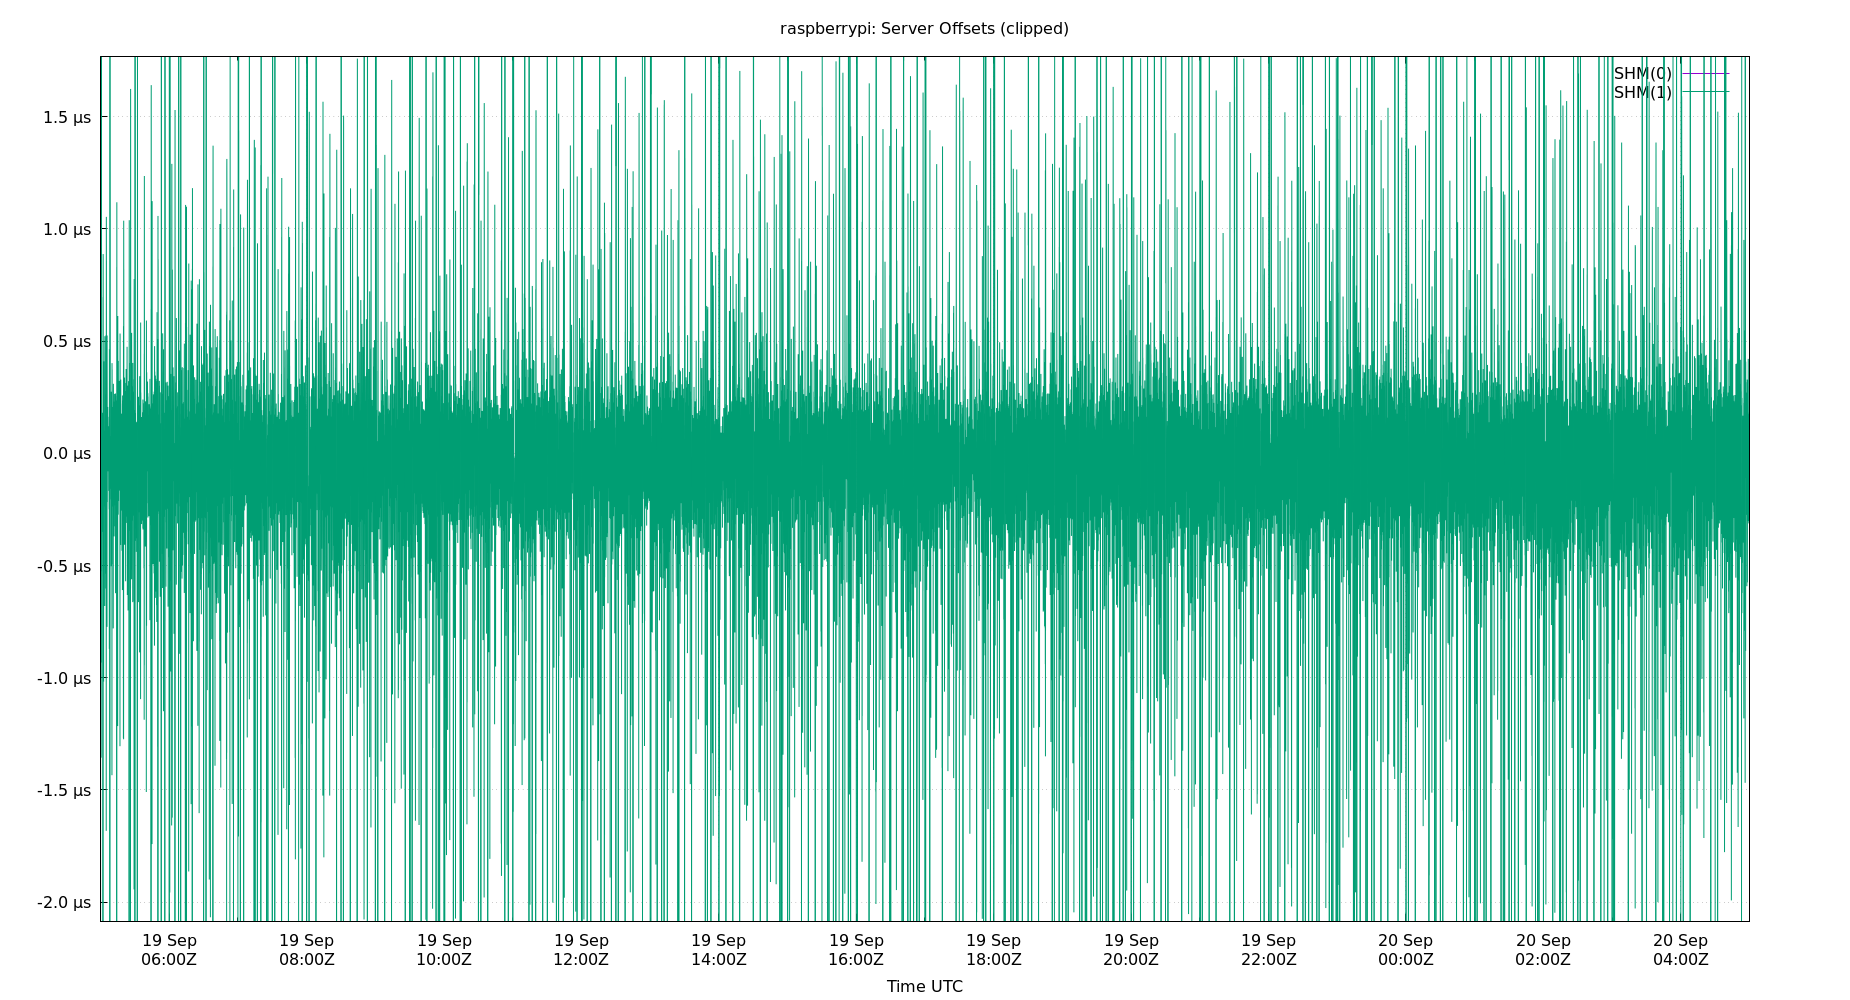 raspberrypi: Server Offsets (clipped)
SHM(0)
SHM(1)
1.5 µs
1.0 µs
0.5 µs
0.0 µs
-0.5 µs
-1.0 µs
-1.5 µs
-2.0 µs
19 Sep 19 Sep 19 Sep 19 Sep 19 Sep 19 Sep 19 Sep 19 Sep 19 Sep 20 Sep 20 Sep 20 Sep
06:00Z 08:00Z 10:00Z 12:00Z 14:00Z 16:00Z 18:00Z 20:00Z 22:00Z 00:00Z 02:00Z 04:00Z
Time UTC